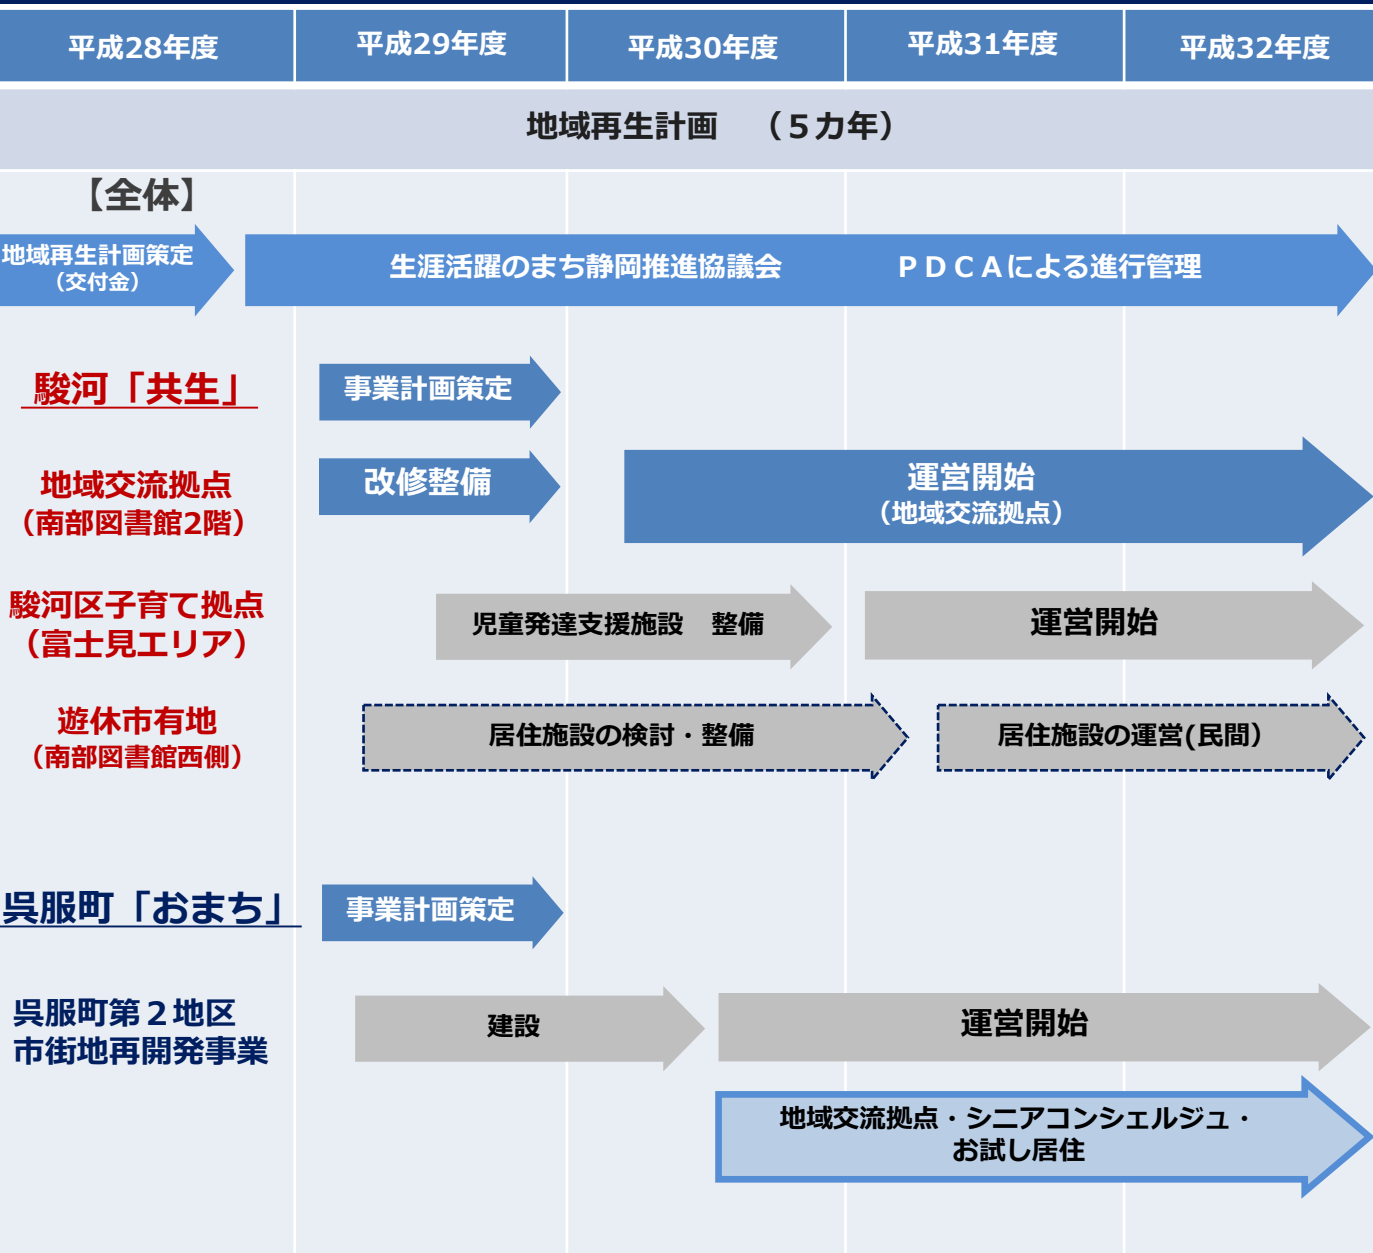 平成28年度
平成29年度
平成30年度
平成31年度
平成32年度
地域再生計画　（５カ年）
【全体】
地域再生計画策定
（交付金）
生涯活躍のまち静岡推進協議会　　　ＰＤＣＡによる進行管理
駿河「共生」
事業計画策定
地域交流拠点
（南部図書館2階）
改修整備
運営開始
（地域交流拠点）
駿河区子育て拠点
（富士見エリア）
児童発達支援施設　整備
運営開始
遊休市有地
（南部図書館西側）
居住施設の検討・整備
居住施設の運営(民間）
呉服町「おまち」
事業計画策定
呉服町第２地区
市街地再開発事業
建設
運営開始
地域交流拠点・シニアコンシェルジュ・
お試し居住